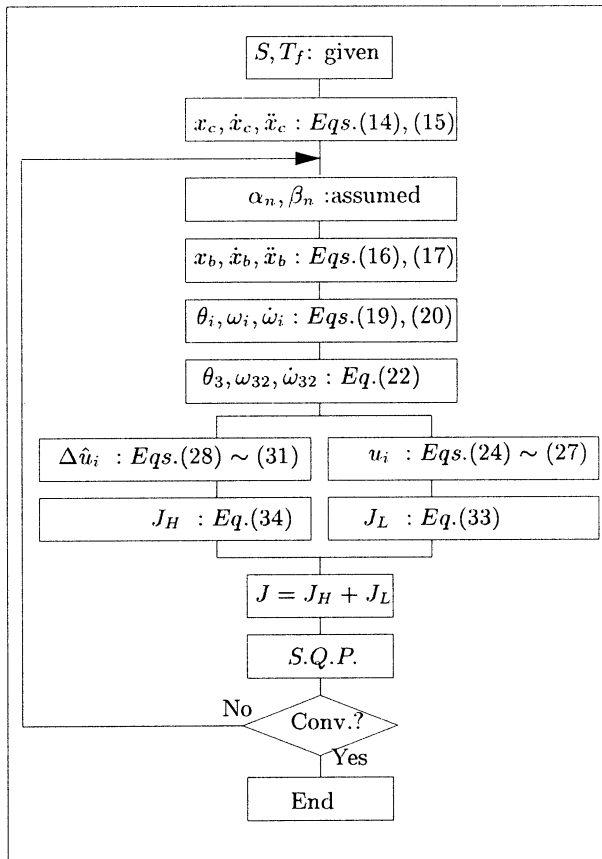 S, T_f : given
x_c, ẋ_c, ẍ_c : Eqs.(14), (15)
α_n, β_n :assumed
x_b, ẋ_b, ẍ_b : Eqs.(16), (17)
θ_i, ω_i, ω̇_i : Eqs.(19), (20)
θ_3, ω_32, ω̇_32 : Eq.(22)
Δû_i : Eqs.(28) ~ (31)
u_i : Eqs.(24) ~ (27)
J_H : Eq.(34)
J_L : Eq.(33)
J = J_H + J_L
S.Q.P.
No
Conv.?
Yes
End